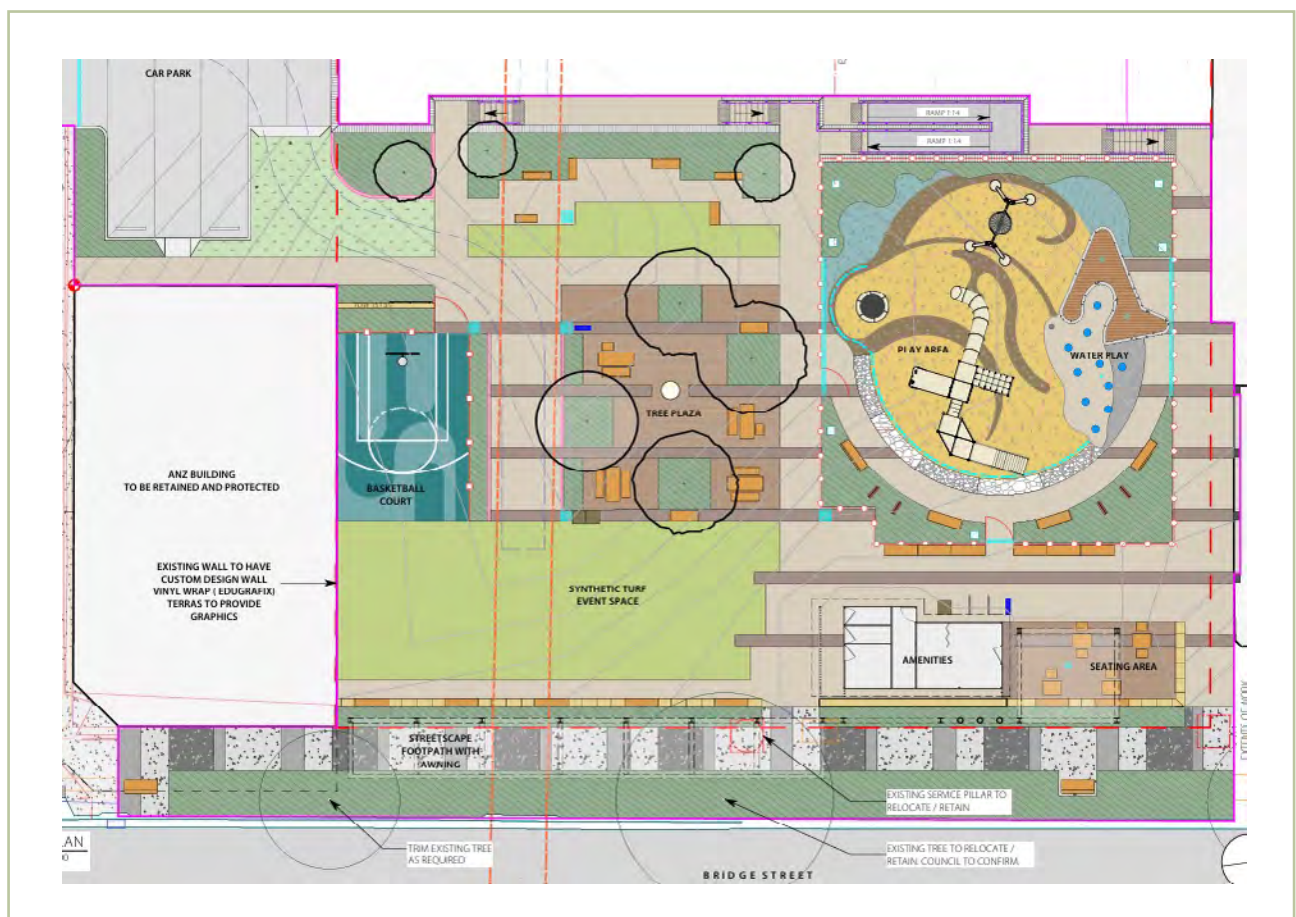 CAR PARK
RAMP 1:14
RAMP 1:14
PLAY AREA
WATER PLAY
TREE PLAZA
ANZ BUILDING
TO BE RETAINED AND PROTECTED
BASKETBALL
COURT
EXISTING WALL TO HAVE
CUSTOM DESIGN WALL
VINYL WRAP ( EDUGRAFIX)
TERRAS TO PROVIDE
GRAPHICS
SYNTHETIC TURF
EVENT SPACE
AMENITIES
SEATING AREA
STREETSCAPE
FOOTPATH WITH
AWNING
EXTENTS OF WORK
EXISTING SERVICE PILLAR TO
RELOCATE / RETAIN
TRIM EXISTING TREE
AS REQUIRED
EXISTING TREE TO RELOCATE /
RETAIN. COUNCIL TO CONFIRM.
BRIDGE STREET